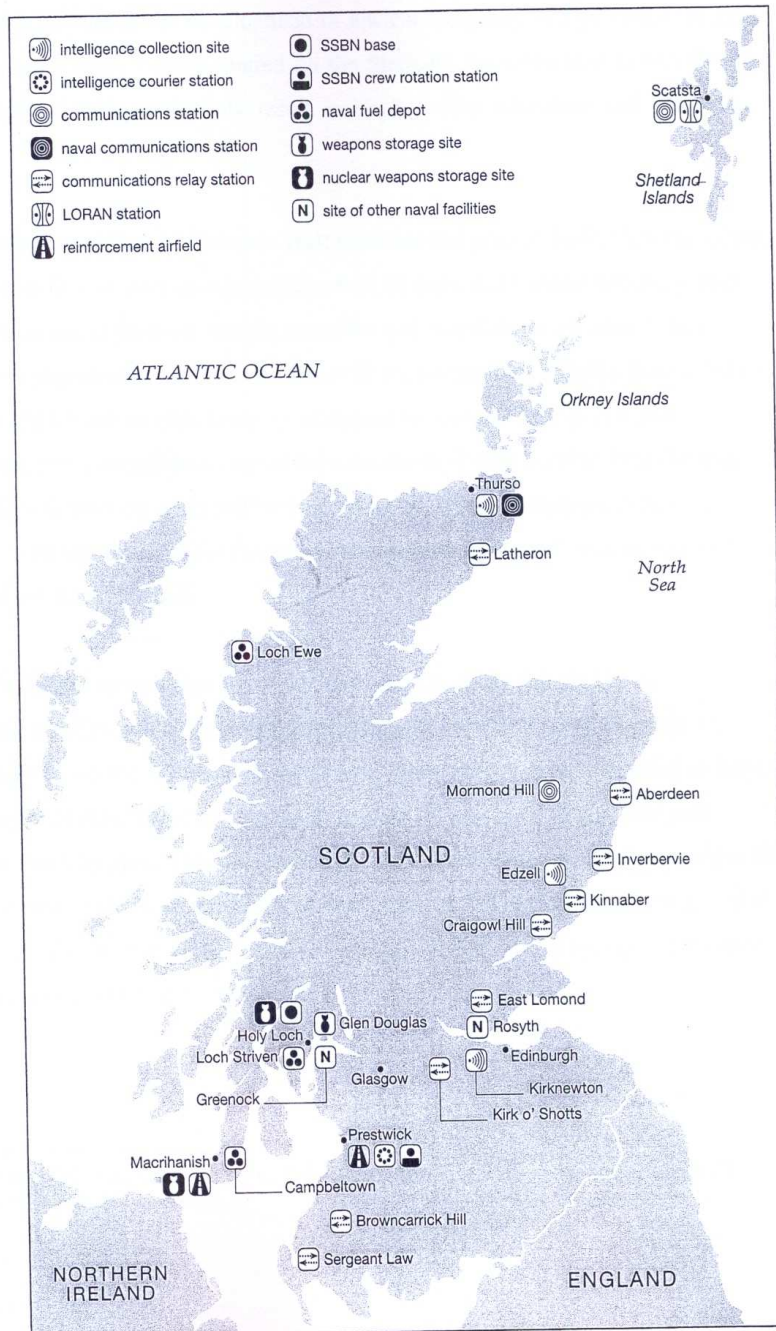 intelligence collection site
intelligence courier station
communications station
naval communications station
communications relay station
LORAN station
reinforcement airfield
SSBN base
SSBN crew rotation station
naval fuel depot
weapons storage site
nuclear weapons storage site
N site of other naval facilities
Scatsta
Shetland
Islands
ATLANTIC OCEAN
Orkney Islands
Thurso
Latheron
North
Sea
Loch Ewe
Mormond Hill
Aberdeen
SCOTLAND
Inverbervie
Edzell
Kinnaber
Craigowl Hill
East Lomond
Glen Douglas
N Rosyth
Holy Loch
Loch Striven
N
Edinburgh
Glasgow
Kirknewton
Greenock
Kirk o' Shotts
Prestwick
Macrihanish
Campbeltown
Browncarrick Hill
Sergeant Law
NORTHERN
IRELAND
ENGLAND